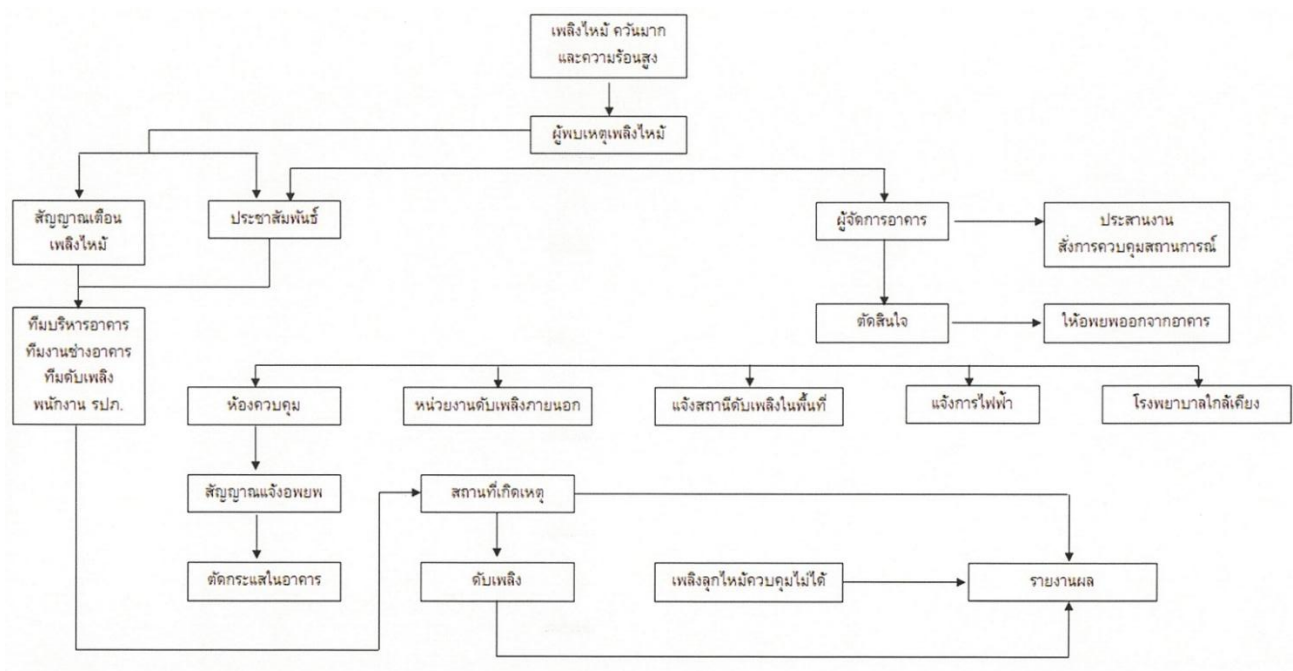 เพลิงไหม้ ควันมาก
และความร้อนสูง
ผู้พบเหตุเพลิงไหม้
สัญญาณเตือน
เพลิงไหม้
ประชาสัมพันธ์
ผู้จัดการอาคาร
ประสานงาน
สั่งการควบคุมสถานการณ์
ทีมบริหารอาคาร
ทีมงานช่างอาคาร
ทีมดับเพลิง
พนักงาน รปภ.
ตัดสินใจ
ให้อพยพออกจากอาคาร
ห้องควบคุม
หน่วยงานดับเพลิงภายนอก
แจ้งสถานีดับเพลิงในพื้นที่
แจ้งการไฟฟ้า
โรงพยาบาลใกล้เคียง
สัญญาณแจ้งอพยพ
สถานที่เกิดเหตุ
ตัดกระแสในอาคาร
ดับเพลิง
เพลิงลุกไหม้ควบคุมไม่ได้
รายงานผล